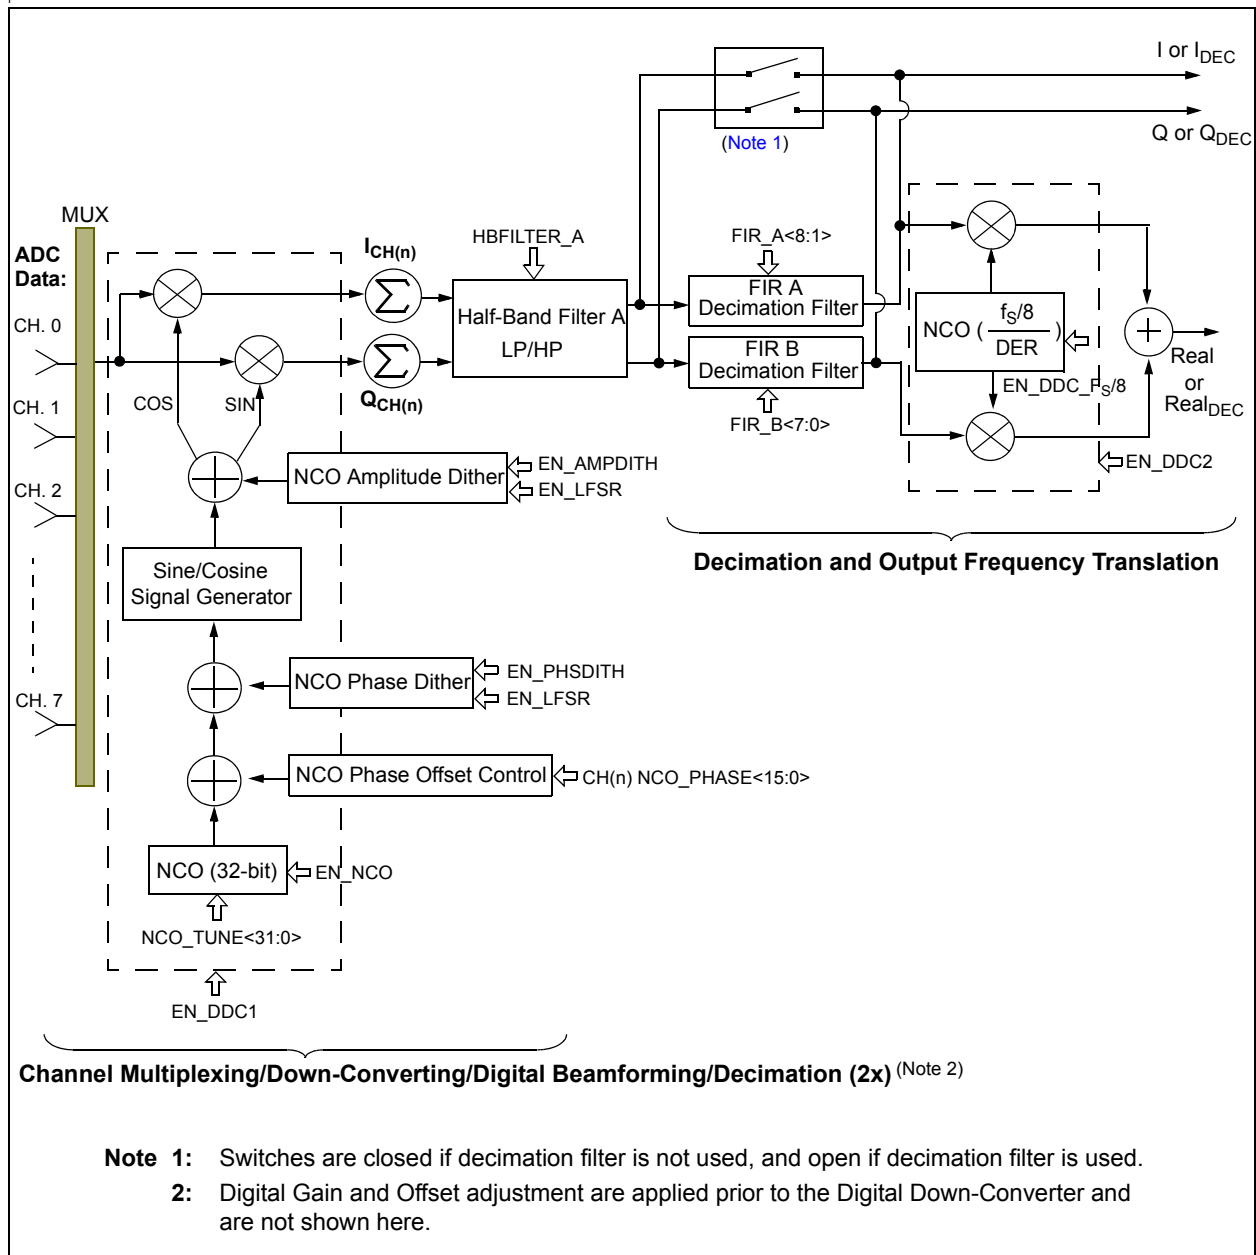 I or I_DEC
Q or Q_DEC
(Note 1)
MUX
ADC
Data:
CH. 0
CH. 1
CH. 2
CH. 7
I_CH(n)
Σ
Q_CH(n)
Σ
HBFILTER_A
Half-Band Filter A
LP/HP
FIR_A<8:1>
FIR A
Decimation Filter
FIR B
Decimation Filter
FIR_B<7:0>
NCO ( f_S/8 / DER )
EN_DDC_F_S/8
EN_DDC2
Real
or
Real_DEC
COS
SIN
NCO Amplitude Dither
EN_AMPDITH
EN_LFSR
Decimation and Output Frequency Translation
Sine/Cosine
Signal Generator
NCO Phase Dither
EN_PHSDITH
EN_LFSR
NCO Phase Offset Control
CH(n) NCO_PHASE<15:0>
NCO (32-bit)
EN_NCO
NCO_TUNE<31:0>
EN_DDC1
Channel Multiplexing/Down-Converting/Digital Beamforming/Decimation (2x) (Note 2)
Note 1: Switches are closed if decimation filter is not used, and open if decimation filter is used.
2: Digital Gain and Offset adjustment are applied prior to the Digital Down-Converter and
are not shown here.